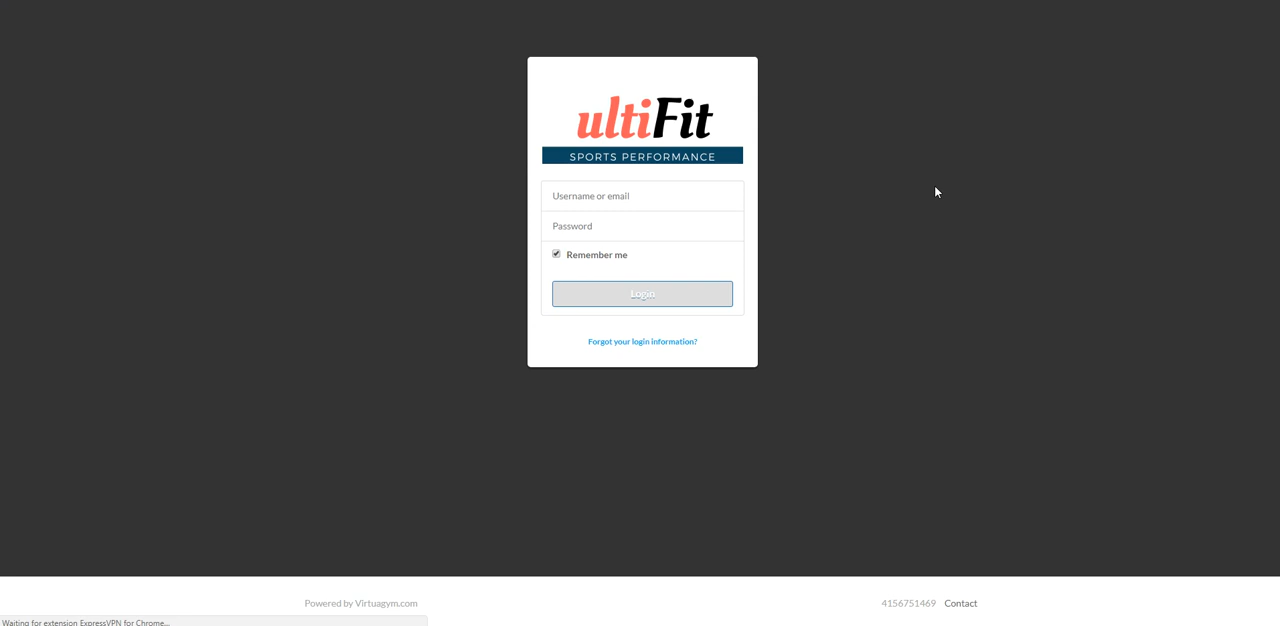 ultiFit
SPORTS PERFORMANCE
Username or email
Password
Remember me
Login
Forgot your login information?
Powered by Virtuagym.com
4156751469 Contact
Waiting for extension ExpressVPN for Chrome...